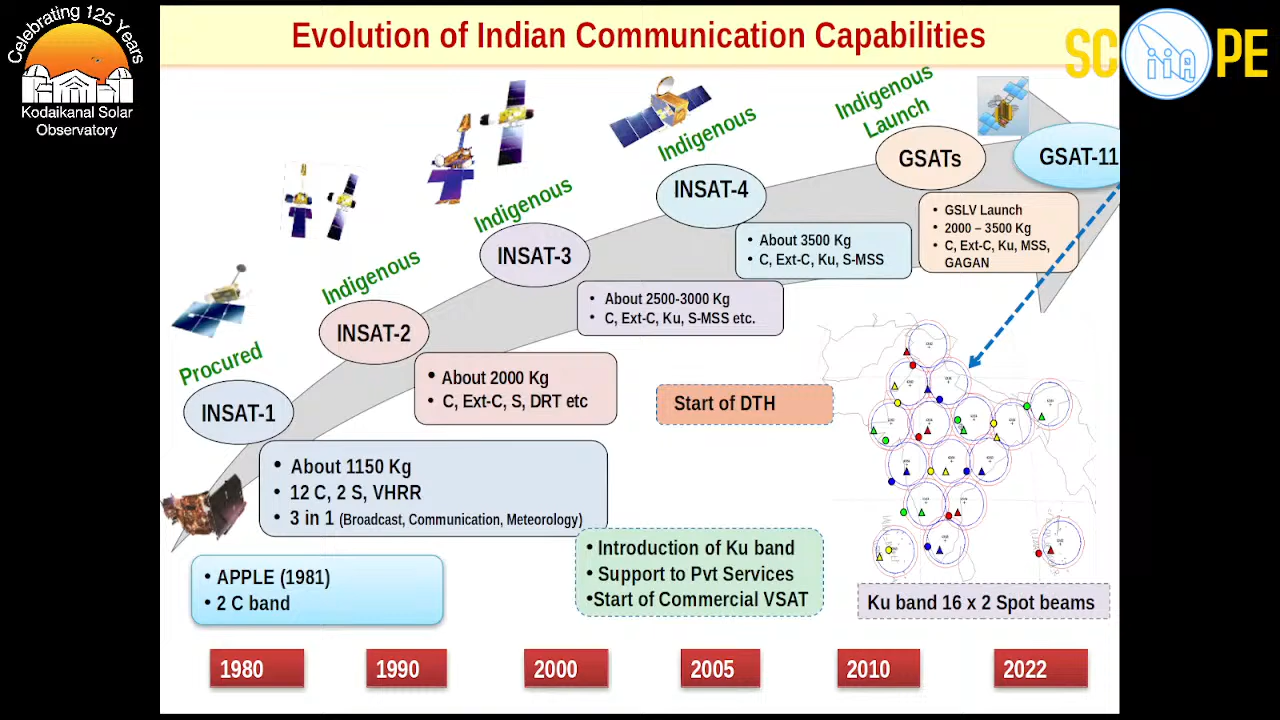 Celebrating 125 Years
Kodaikanal Solar
Observatory
Evolution of Indian Communication Capabilities
SC iiA PE
Indigenous
Launch
GSATs
GSAT-11
Indigenous
INSAT-4
• GSLV Launch
• 2000 – 3500 Kg
• C, Ext-C, Ku, MSS,
GAGAN
• About 3500 Kg
• C, Ext-C, Ku, S-MSS
Indigenous
INSAT-3
• About 2500-3000 Kg
• C, Ext-C, Ku, S-MSS etc.
Indigenous
INSAT-2
• About 2000 Kg
• C, Ext-C, S, DRT etc
Procured
INSAT-1
• About 1150 Kg
• 12 C, 2 S, VHRR
• 3 in 1 (Broadcast, Communication, Meteorology)
Start of DTH
• APPLE (1981)
• 2 C band
• Introduction of Ku band
• Support to Pvt Services
•Start of Commercial VSAT
Ku band 16 x 2 Spot beams
1980
1990
2000
2005
2010
2022